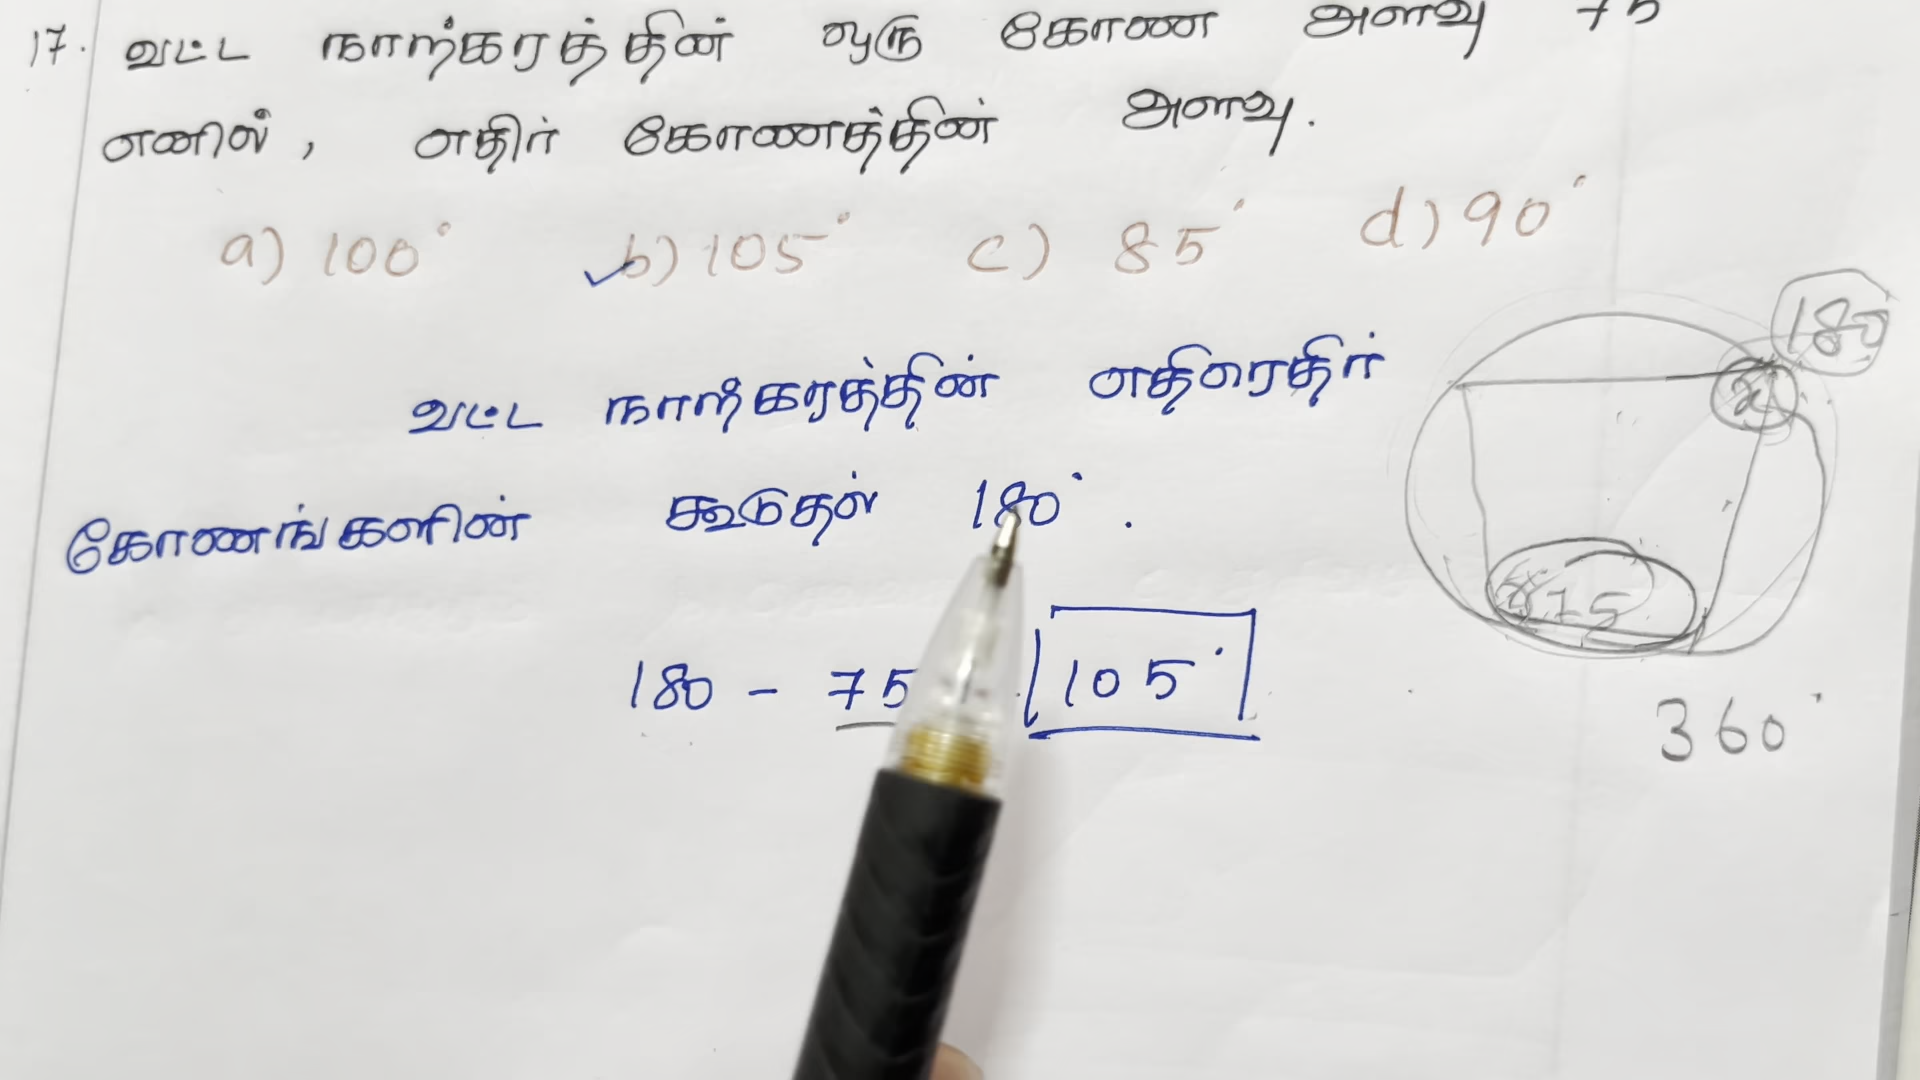 17. வட்ட நாற்கரத்தின் ஒரு கோண அளவு 75
எனில், எதிர் கோணத்தின் அளவு.
a) 100° b) 105° c) 85° d) 90°
வட்ட நாற்கரத்தின் எதிரெதிர்
கோணங்களின் கூடுதல் 180°.
180 - 75 105°
180
75
360°